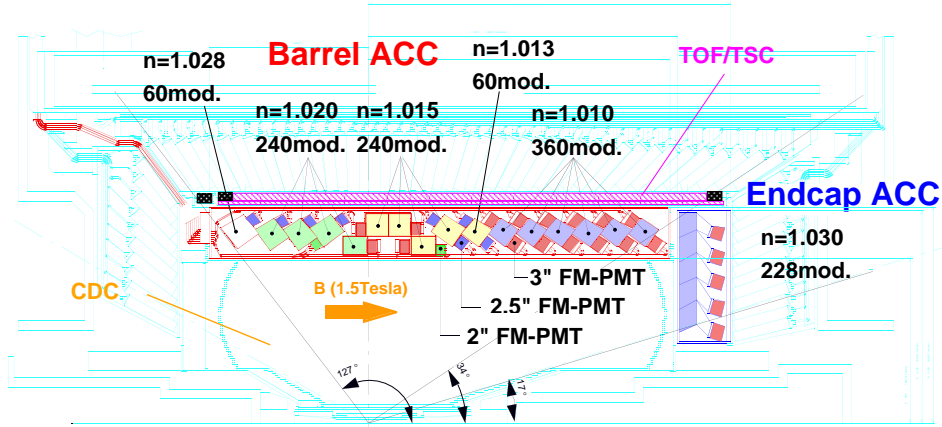 Barrel ACC
n=1.028
60mod.
n=1.013
60mod.
TOF/TSC
n=1.020
240mod.
n=1.015
240mod.
n=1.010
360mod.
Endcap ACC
n=1.030
228mod.
3" FM-PMT
2.5" FM-PMT
2" FM-PMT
CDC
B (1.5Tesla)
127°
34°
17°